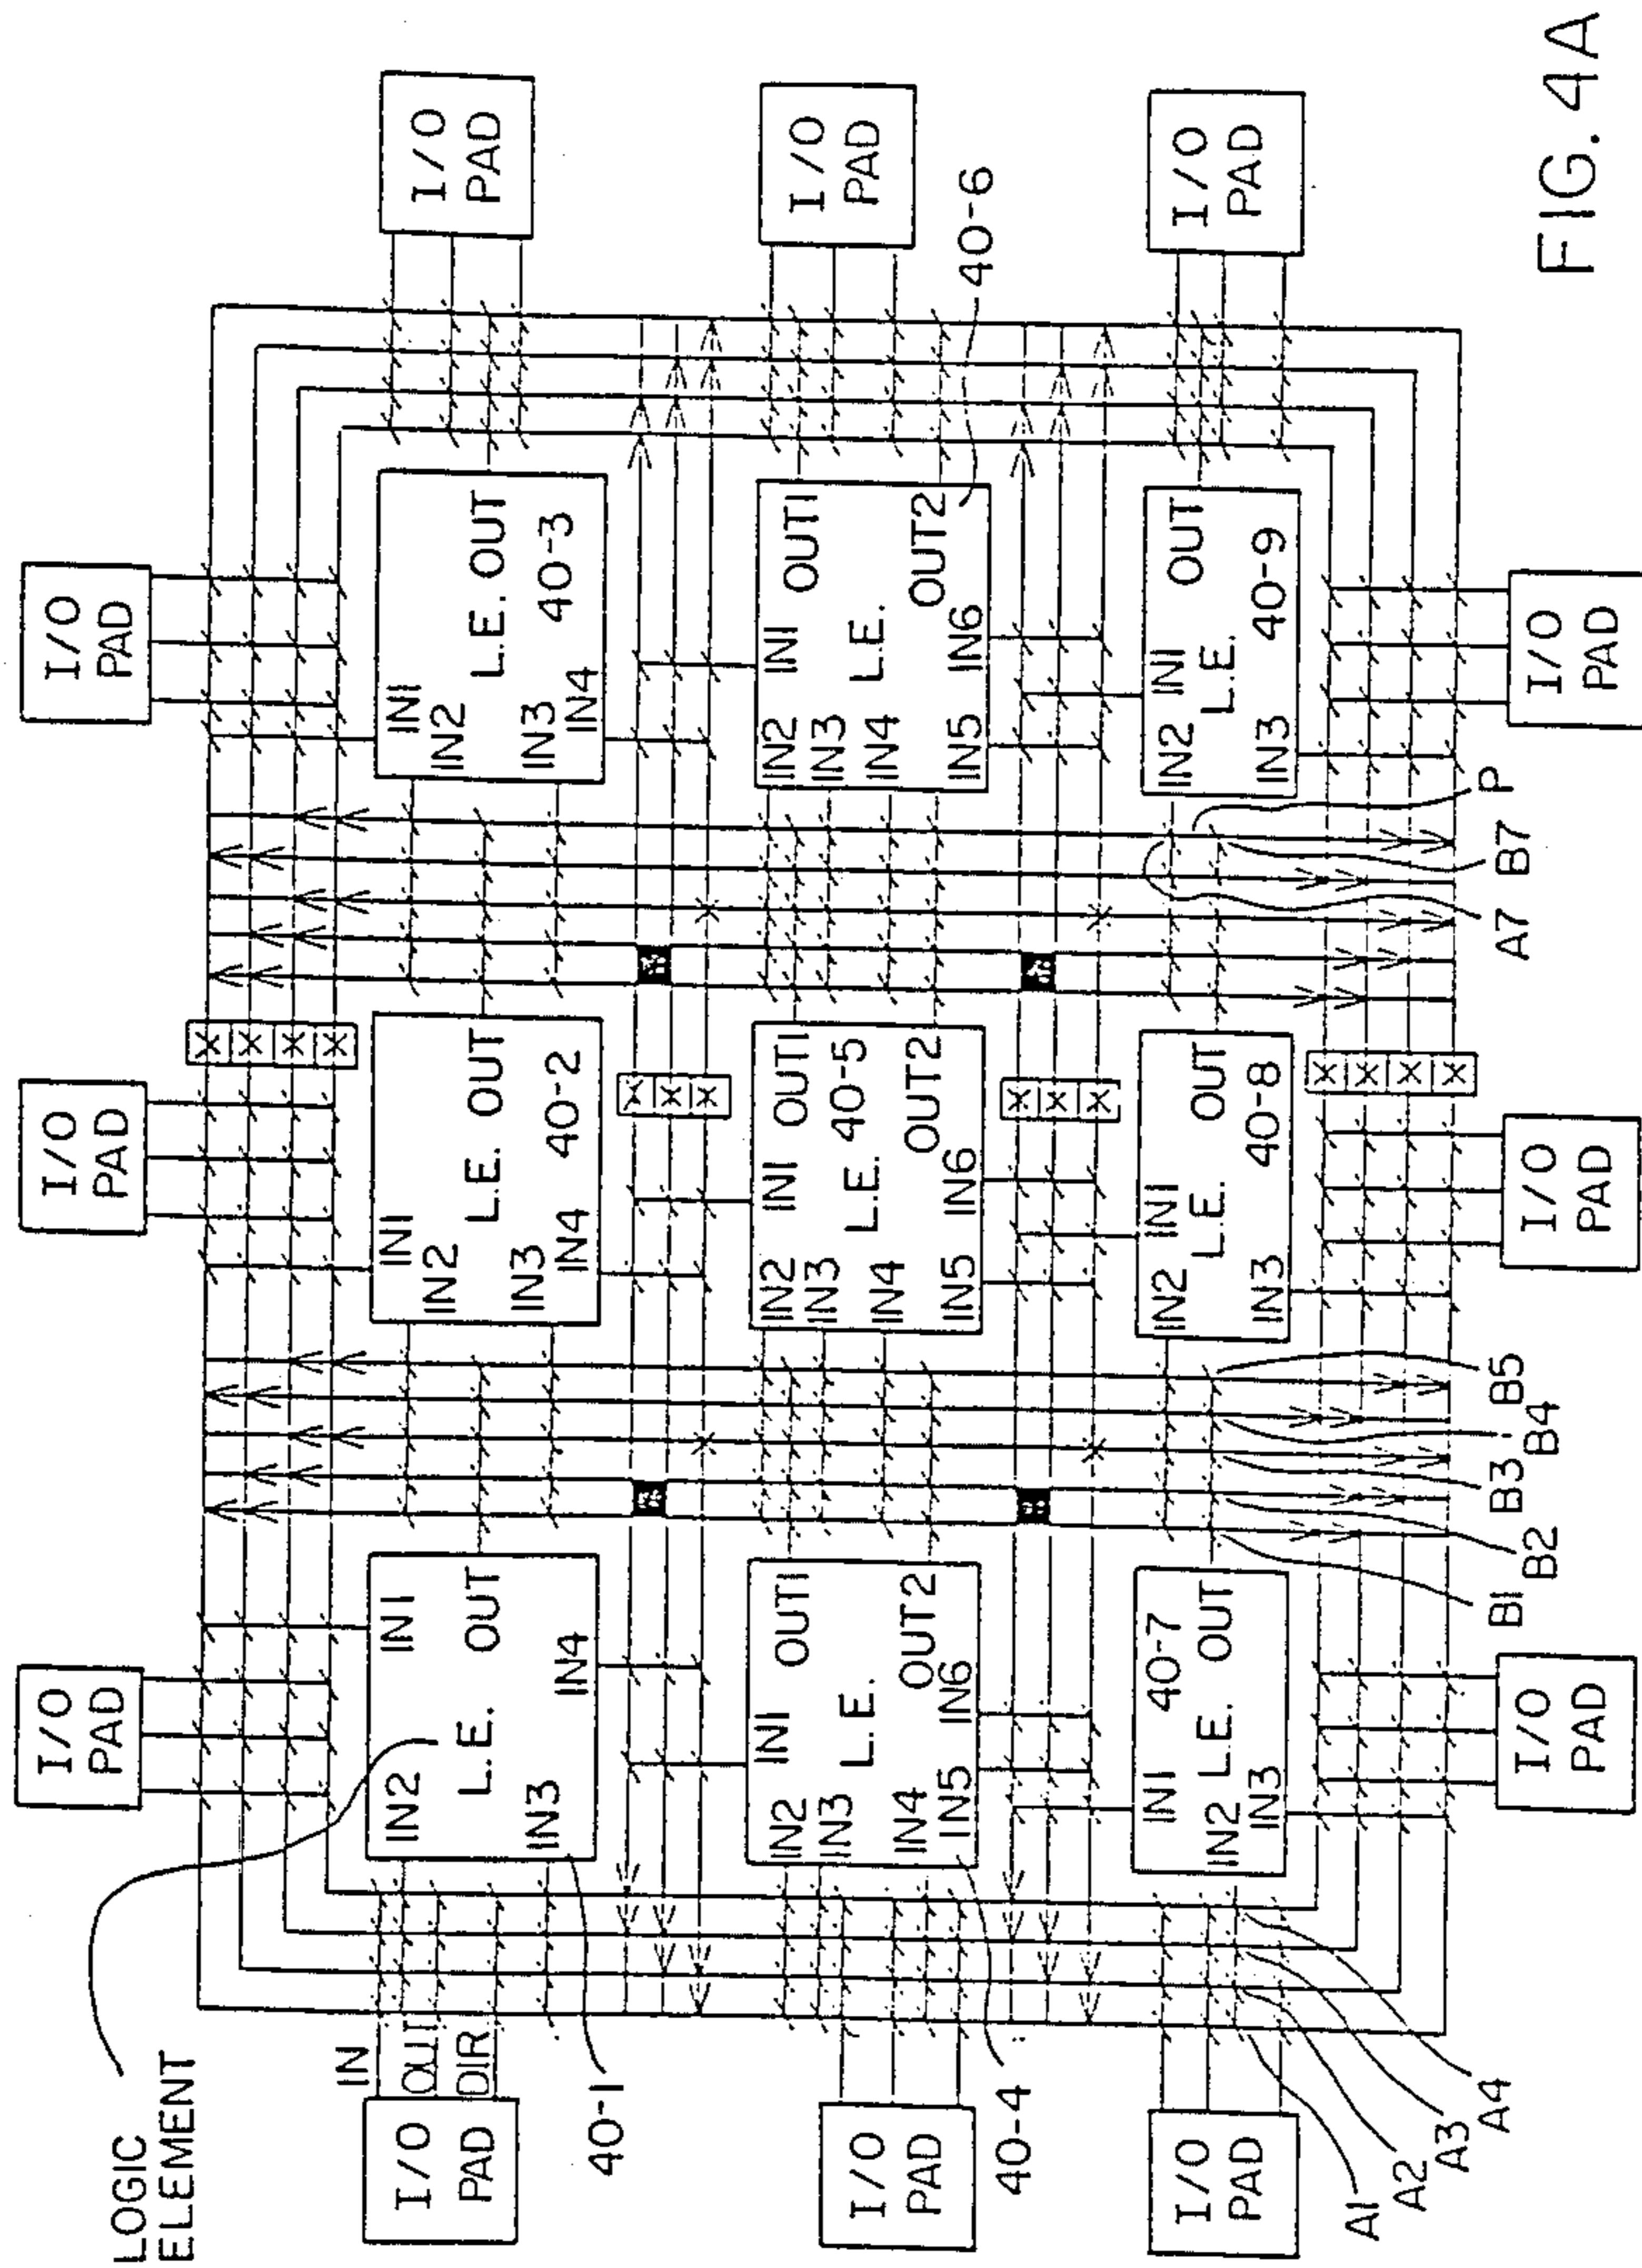 I/O
PAD
I/O
PAD
I/O
PAD
LOGIC
ELEMENT
I/O
PAD
IN
OUT
DIR
IN1
IN2
L.E. OUT
IN3
IN4
40-1
IN1
IN2
L.E. OUT
IN3
IN4
40-2
IN1
IN2
L.E. OUT
IN3
IN4
40-3
I/O
PAD
I/O
PAD
IN1 OUT1
IN2
IN3
L.E.
IN4
OUT2
IN5
IN6
40-4
IN1 OUT1
IN2
IN3
L.E. 40-5
IN4
OUT2
IN5
IN6
IN1 OUT1
IN2
IN3
L.E.
IN4
OUT2
IN5
IN6
40-6
I/O
PAD
I/O
PAD
IN1 40-7
L.E. OUT
IN2
IN3
IN1
IN2
L.E. OUT
IN3
40-8
IN1
IN2
L.E. OUT
IN3
40-9
I/O
PAD
A1
A2
A3
A4
B1
B2
B3
B4
B5
A7
B7
P
I/O
PAD
I/O
PAD
I/O
PAD
FIG. 4A